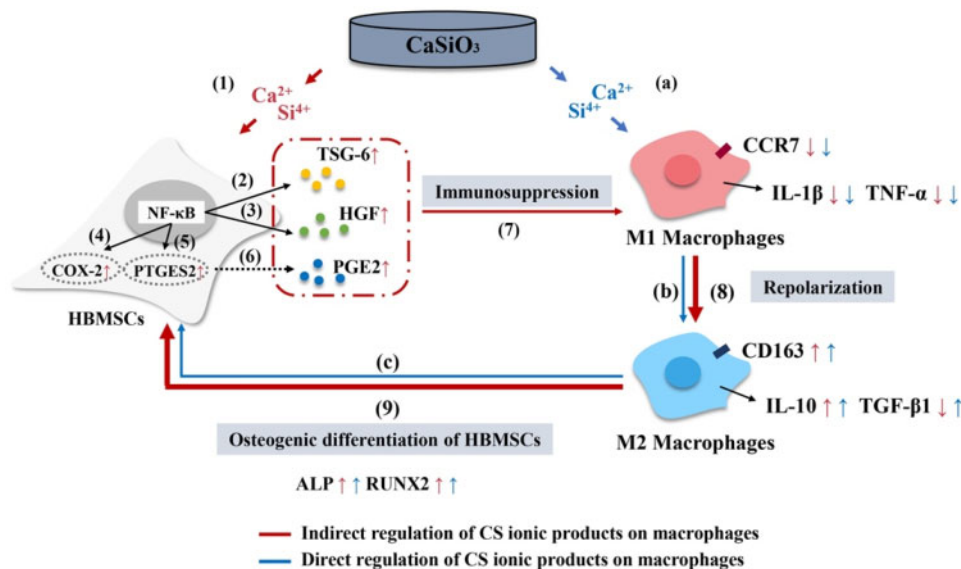 CaSiO₃
(1)
Ca²⁺
Si⁴⁺
(a)
Ca²⁺
Si⁴⁺
TSG-6↑
CCR7 ↓ ↓
(2)
Immunosuppression
IL-1β ↓ ↓ TNF-α ↓ ↓
NF-κB
(3)
HGF↑
(7)
M1 Macrophages
(4)
(5)
(6)
COX-2↑
PTGES2↑
PGE2↑
(b)
(8)
Repolarization
HBMSCs
CD163 ↑ ↑
(c)
IL-10 ↑ ↑ TGF-β1 ↓ ↑
(9)
M2 Macrophages
Osteogenic differentiation of HBMSCs
ALP ↑ ↑ RUNX2 ↑ ↑
Indirect regulation of CS ionic products on macrophages
Direct regulation of CS ionic products on macrophages